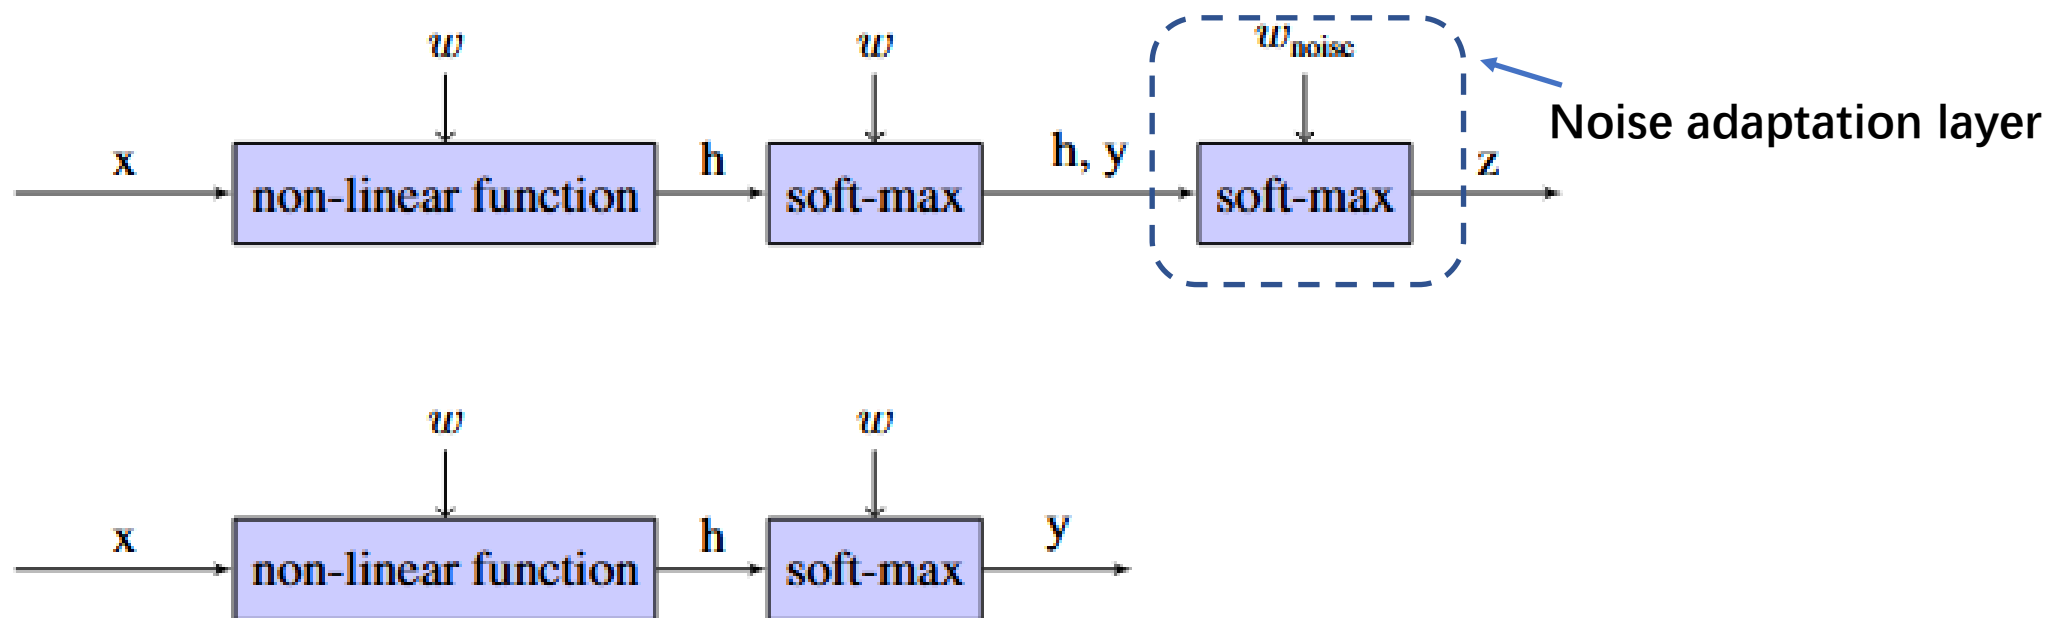 w w w_noise
Noise adaptation layer
x h h, y z
non-linear function soft-max soft-max
w w
x h y
non-linear function soft-max